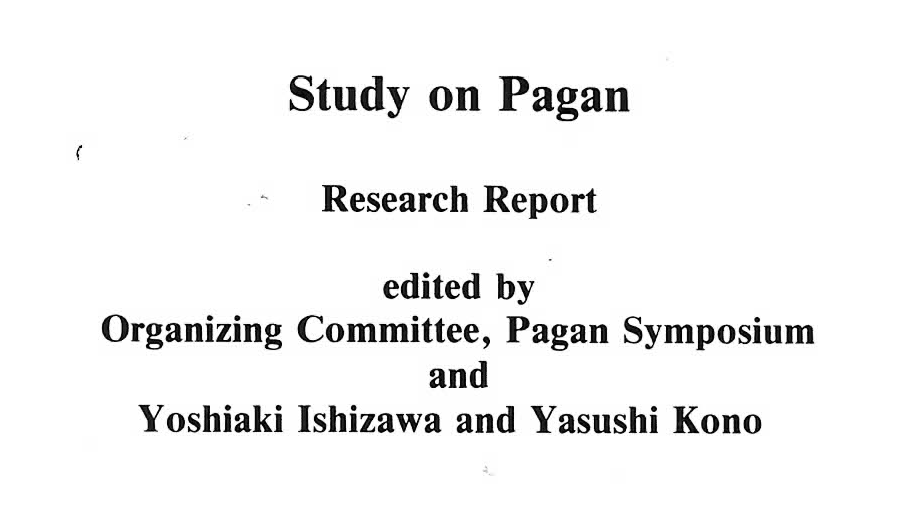 Study on Pagan
Research Report
edited by
Organizing Committee, Pagan Symposium
and
Yoshiaki Ishizawa and Yasushi Kono